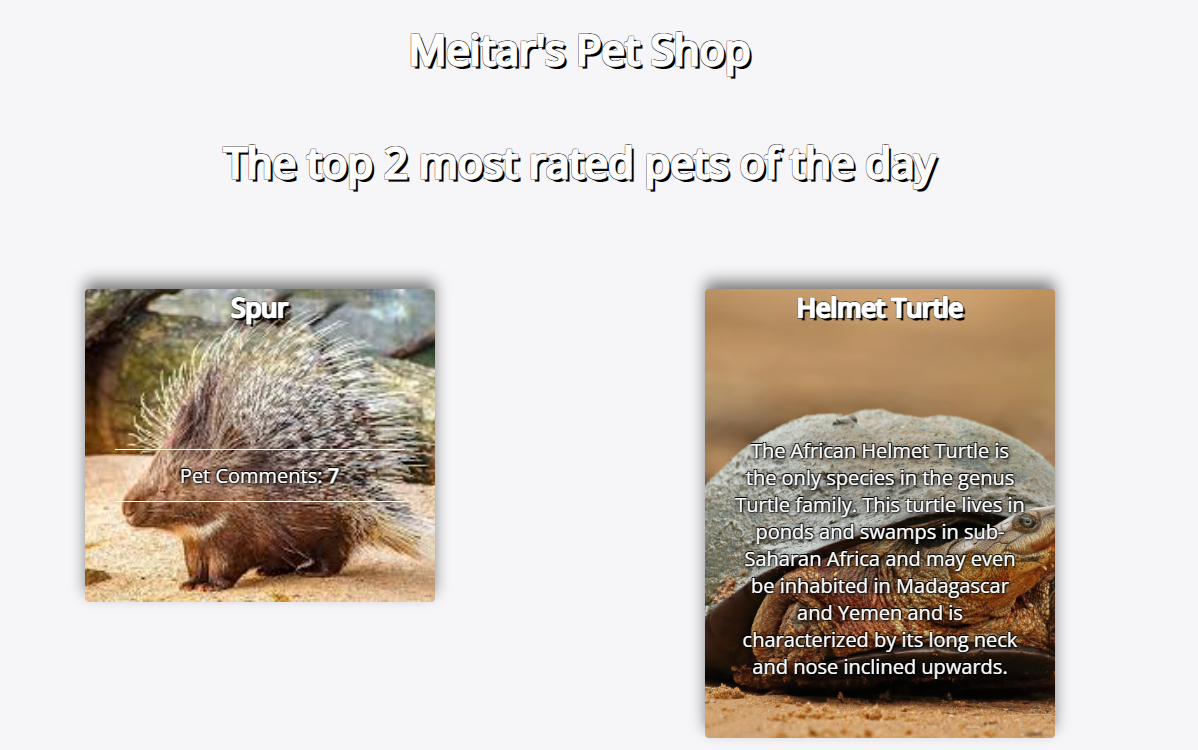 Meitar's Pet Shop
The top 2 most rated pets of the day
Spur
Pet Comments: 7
Helmet Turtle
The African Helmet Turtle is
the only species in the genus
Turtle family. This turtle lives in
ponds and swamps in sub-
Saharan Africa and may even
be inhabited in Madagascar
and Yemen and is
characterized by its long neck
and nose inclined upwards.